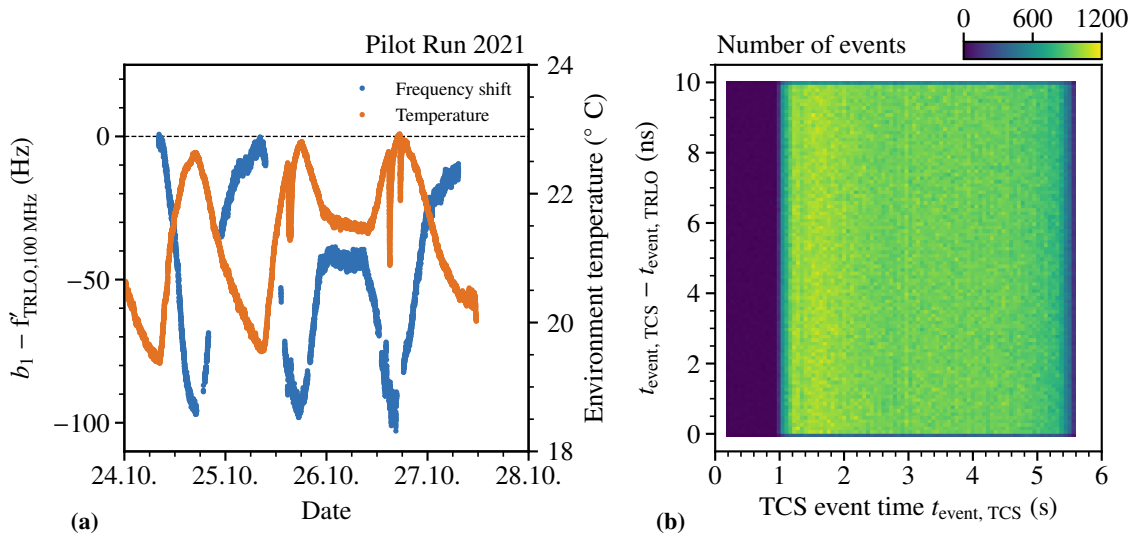 Pilot Run 2021
Frequency shift
Temperature
b₁ − f′TRLO,100 MHz (Hz)
0
−50
−100
24
22
20
18
Environment temperature (° C)
24.10.
25.10.
26.10.
27.10.
28.10.
Date
(a)
0
600
1200
Number of events
10
8
6
4
2
0
t event, TCS − t event, TRLO (ns)
0
1
2
3
4
5
6
TCS event time t event, TCS (s)
(b)